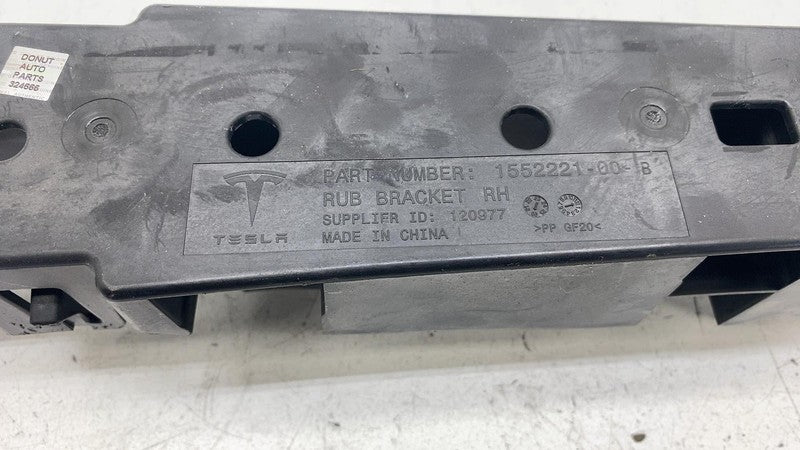 DONUT
AUTO
PARTS
324666
PART NUMBER: 1552221-00-B
RUB BRACKET RH
SUPPLIER ID: 120977
MADE IN CHINA
>PP GF20<
TESLA